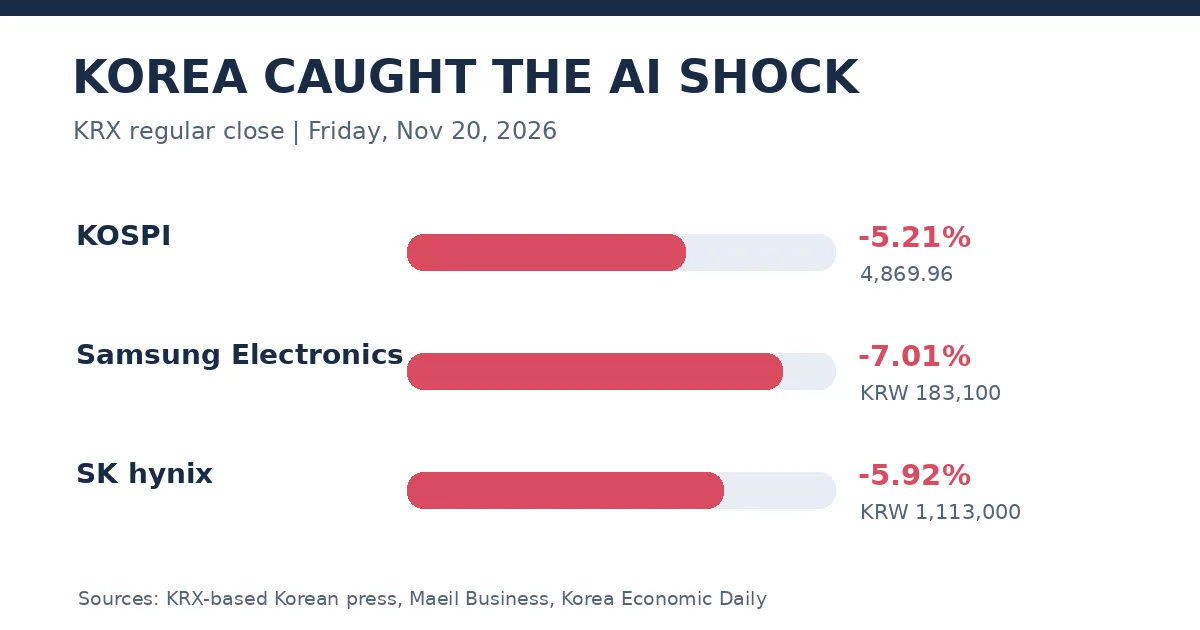 KOREA CAUGHT THE AI SHOCK
KRX regular close | Friday, Nov 20, 2026
KOSPI
-5.21%
4,869.96
Samsung Electronics
-7.01%
KRW 183,100
SK hynix
-5.92%
KRW 1,113,000
Sources: KRX-based Korean press, Maeil Business, Korea Economic Daily